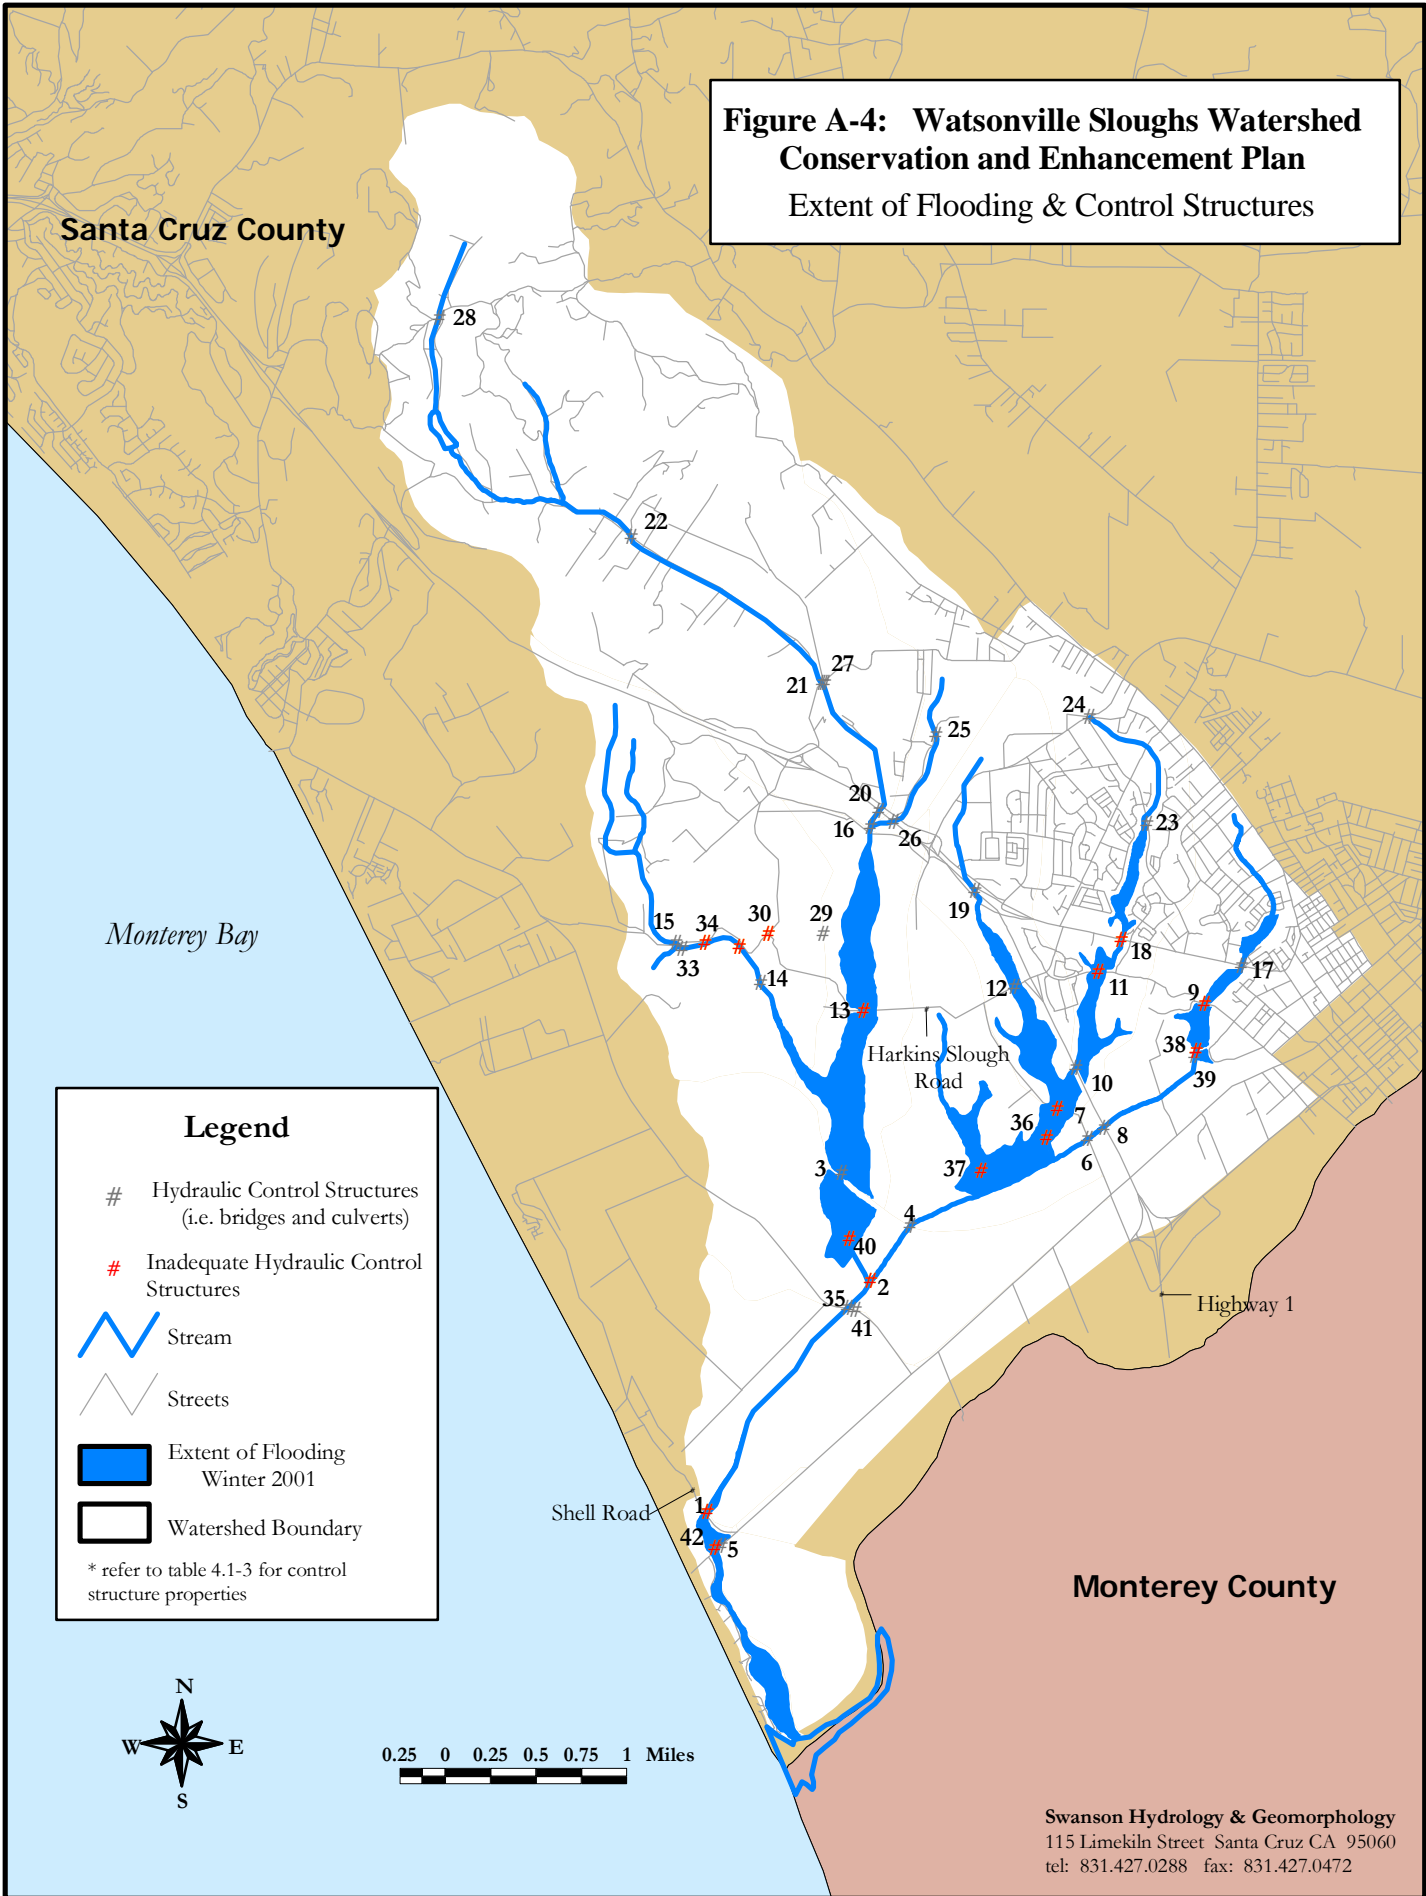 Figure A-4: Watsonville Sloughs Watershed
Conservation and Enhancement Plan
Extent of Flooding & Control Structures
Santa Cruz County
28
22
27
21
24
25
20
16
26
23
19
15
34
30
29
33
14
18
17
12
11
9
13
Harkins Slough
Road
38
39
10
36
7
8
6
3
37
4
40
2
35
41
Highway 1
Monterey Bay
Legend
# Hydraulic Control Structures
(i.e. bridges and culverts)
# Inadequate Hydraulic Control
Structures
Stream
Streets
Extent of Flooding
Winter 2001
Watershed Boundary
* refer to table 4.1-3 for control
structure properties
1
Shell Road
42
5
Monterey County
N
W E
S
0.25 0 0.25 0.5 0.75 1 Miles
Swanson Hydrology & Geomorphology
115 Limekiln Street Santa Cruz CA 95060
tel: 831.427.0288 fax: 831.427.0472